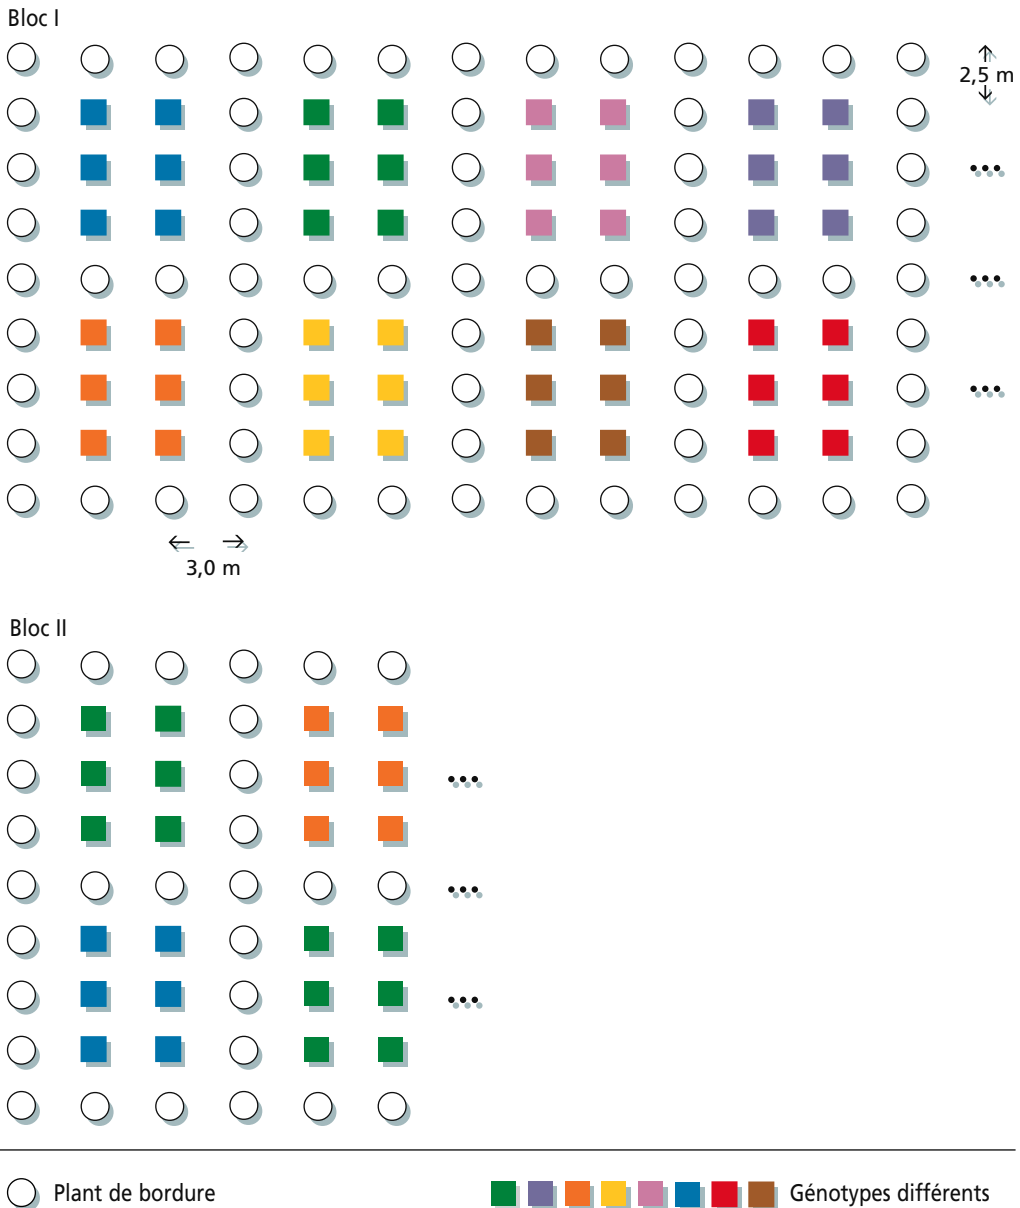 Bloc I
2,5 m
3,0 m
Bloc II
Plant de bordure
Génotypes différents